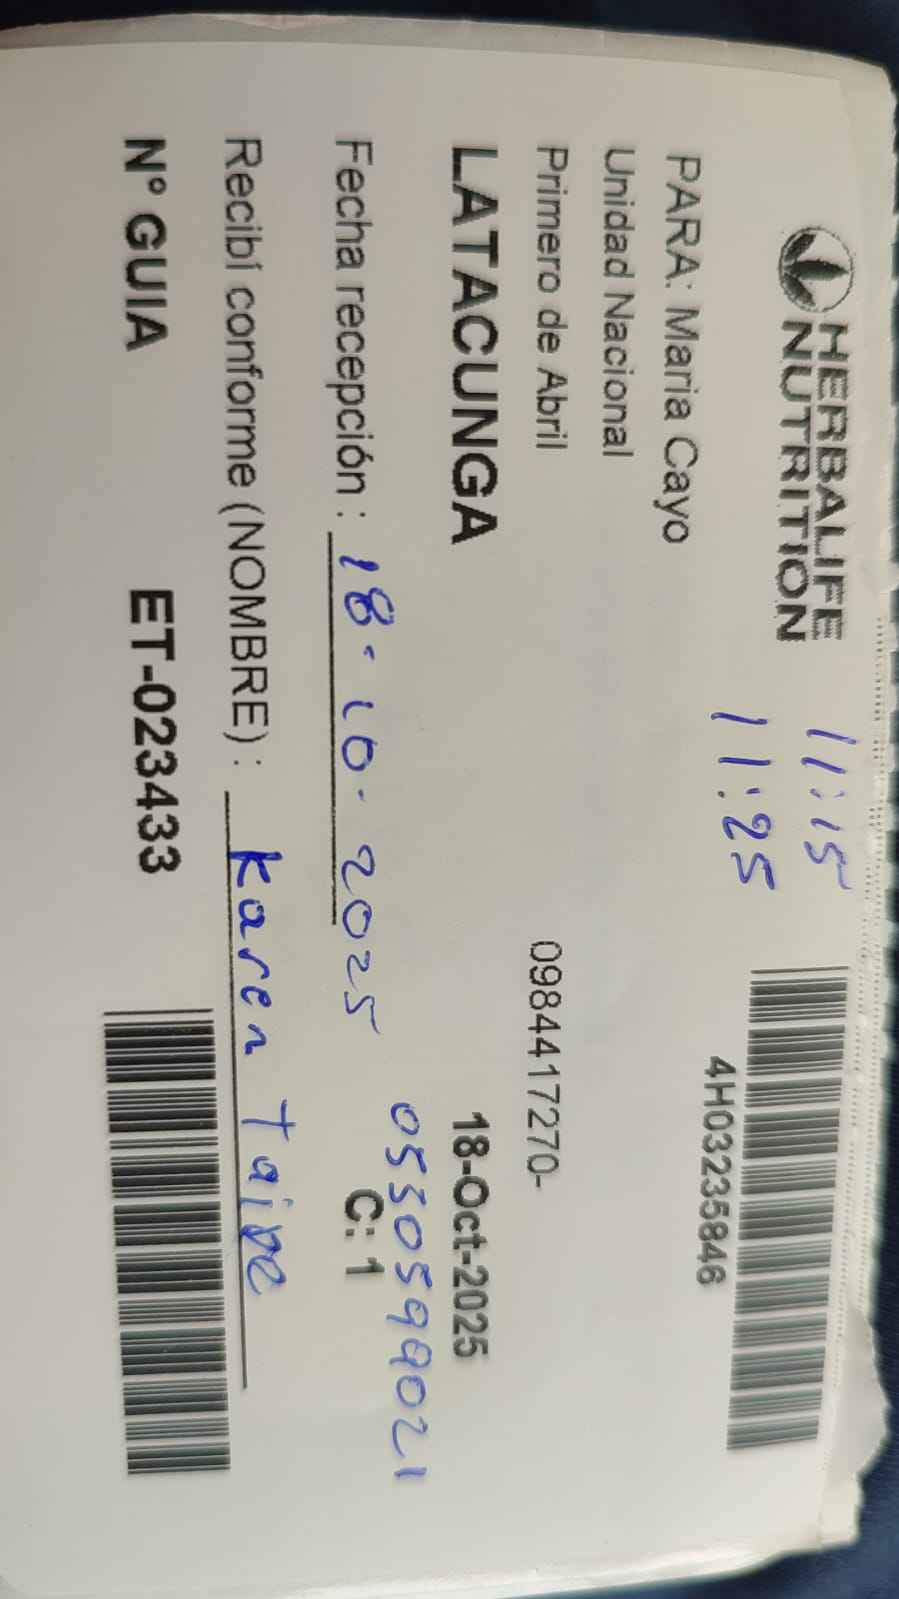 HERBALIFE
NUTRITION
11:15
11:25
4H03235846
PARA: Maria Cayo
Unidad Nacional
Primero de Abril
0984417270-
LATACUNGA
18-Oct-2025
0550599021
Fecha recepción : 18-10-2025
C: 1
Recibí conforme (NOMBRE) : Karen Taipe
N° GUIA ET-023433